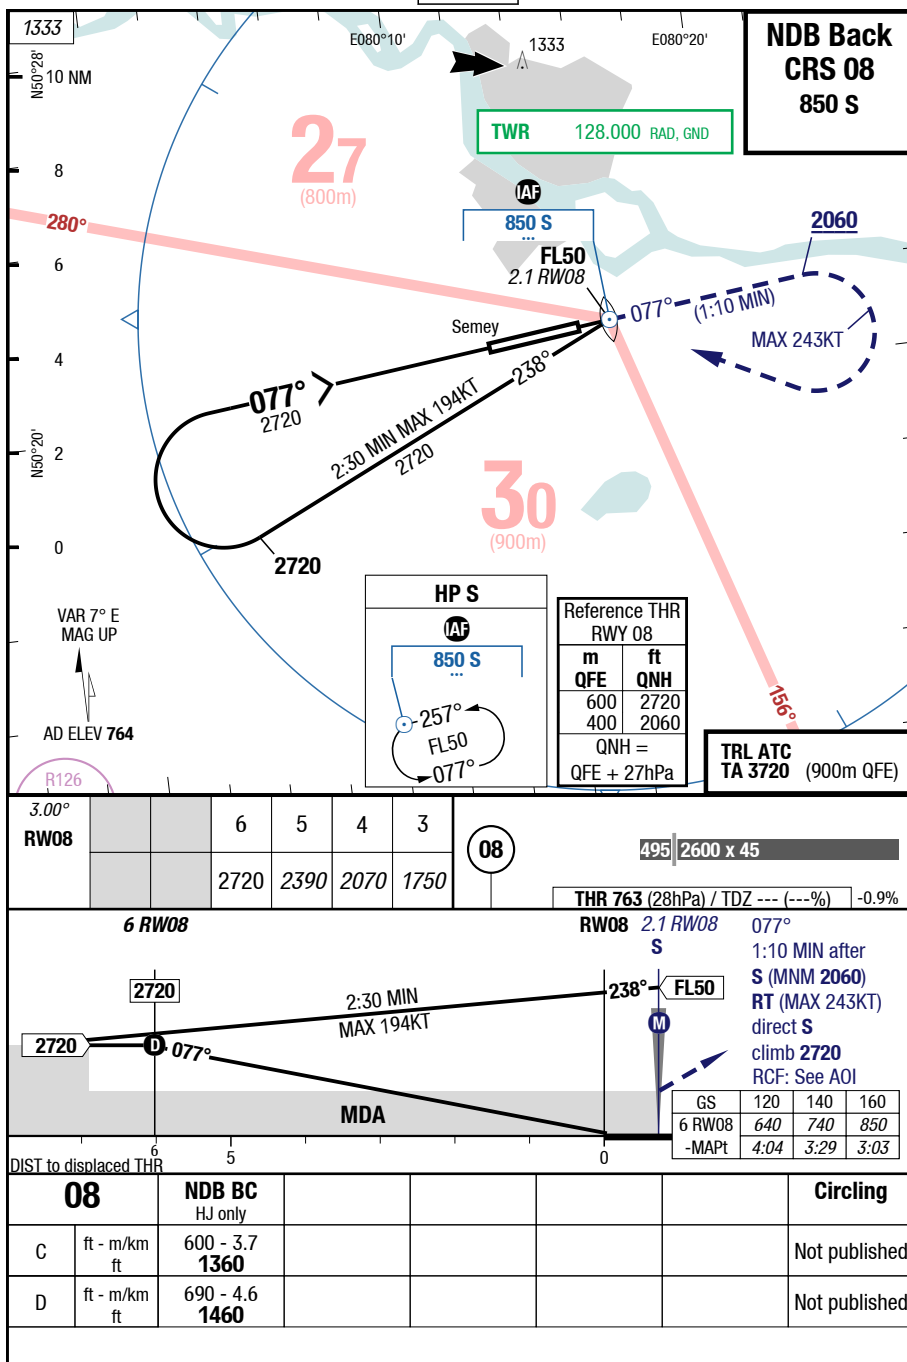 1333
E080°10'
1333
E080°20'
NDB Back
CRS 08
850 S
N50°28'
10 NM
TWR 128.000 RAD, GND
27
(800m)
8
IAF
850 S
280°
2060
FL50
2.1 RW08
6
077° (1:10 MIN)
Semey
MAX 243KT
4
238°
077°
2720
2:30 MIN MAX 194KT
2720
N50°20'
2
30
(900m)
0
2720
HP S
IAF
850 S
257°
FL50
077°
Reference THR
RWY 08
m ft
QFE QNH
600 2720
400 2060
QNH =
QFE + 27hPa
VAR 7° E
MAG UP
AD ELEV 764
R126
156°
TRL ATC
TA 3720 (900m QFE)
3.00°
RW08
6 5 4 3
2720 2390 2070 1750
08
495 2600 x 45
THR 763 (28hPa) / TDZ --- (---%) -0.9%
6 RW08
RW08 2.1 RW08
S
077°
1:10 MIN after
S (MNM 2060)
RT (MAX 243KT)
direct S
climb 2720
RCF: See AOI
2720
2:30 MIN
MAX 194KT
238°
FL50
2720
D
077°
M
MDA
GS 120 140 160
6 RW08 640 740 850
-MAPt 4:04 3:29 3:03
6 5 0
DIST to displaced THR
08
NDB BC
HJ only
Circling
C
ft - m/km
ft
600 - 3.7
1360
Not published
D
ft - m/km
ft
690 - 4.6
1460
Not published